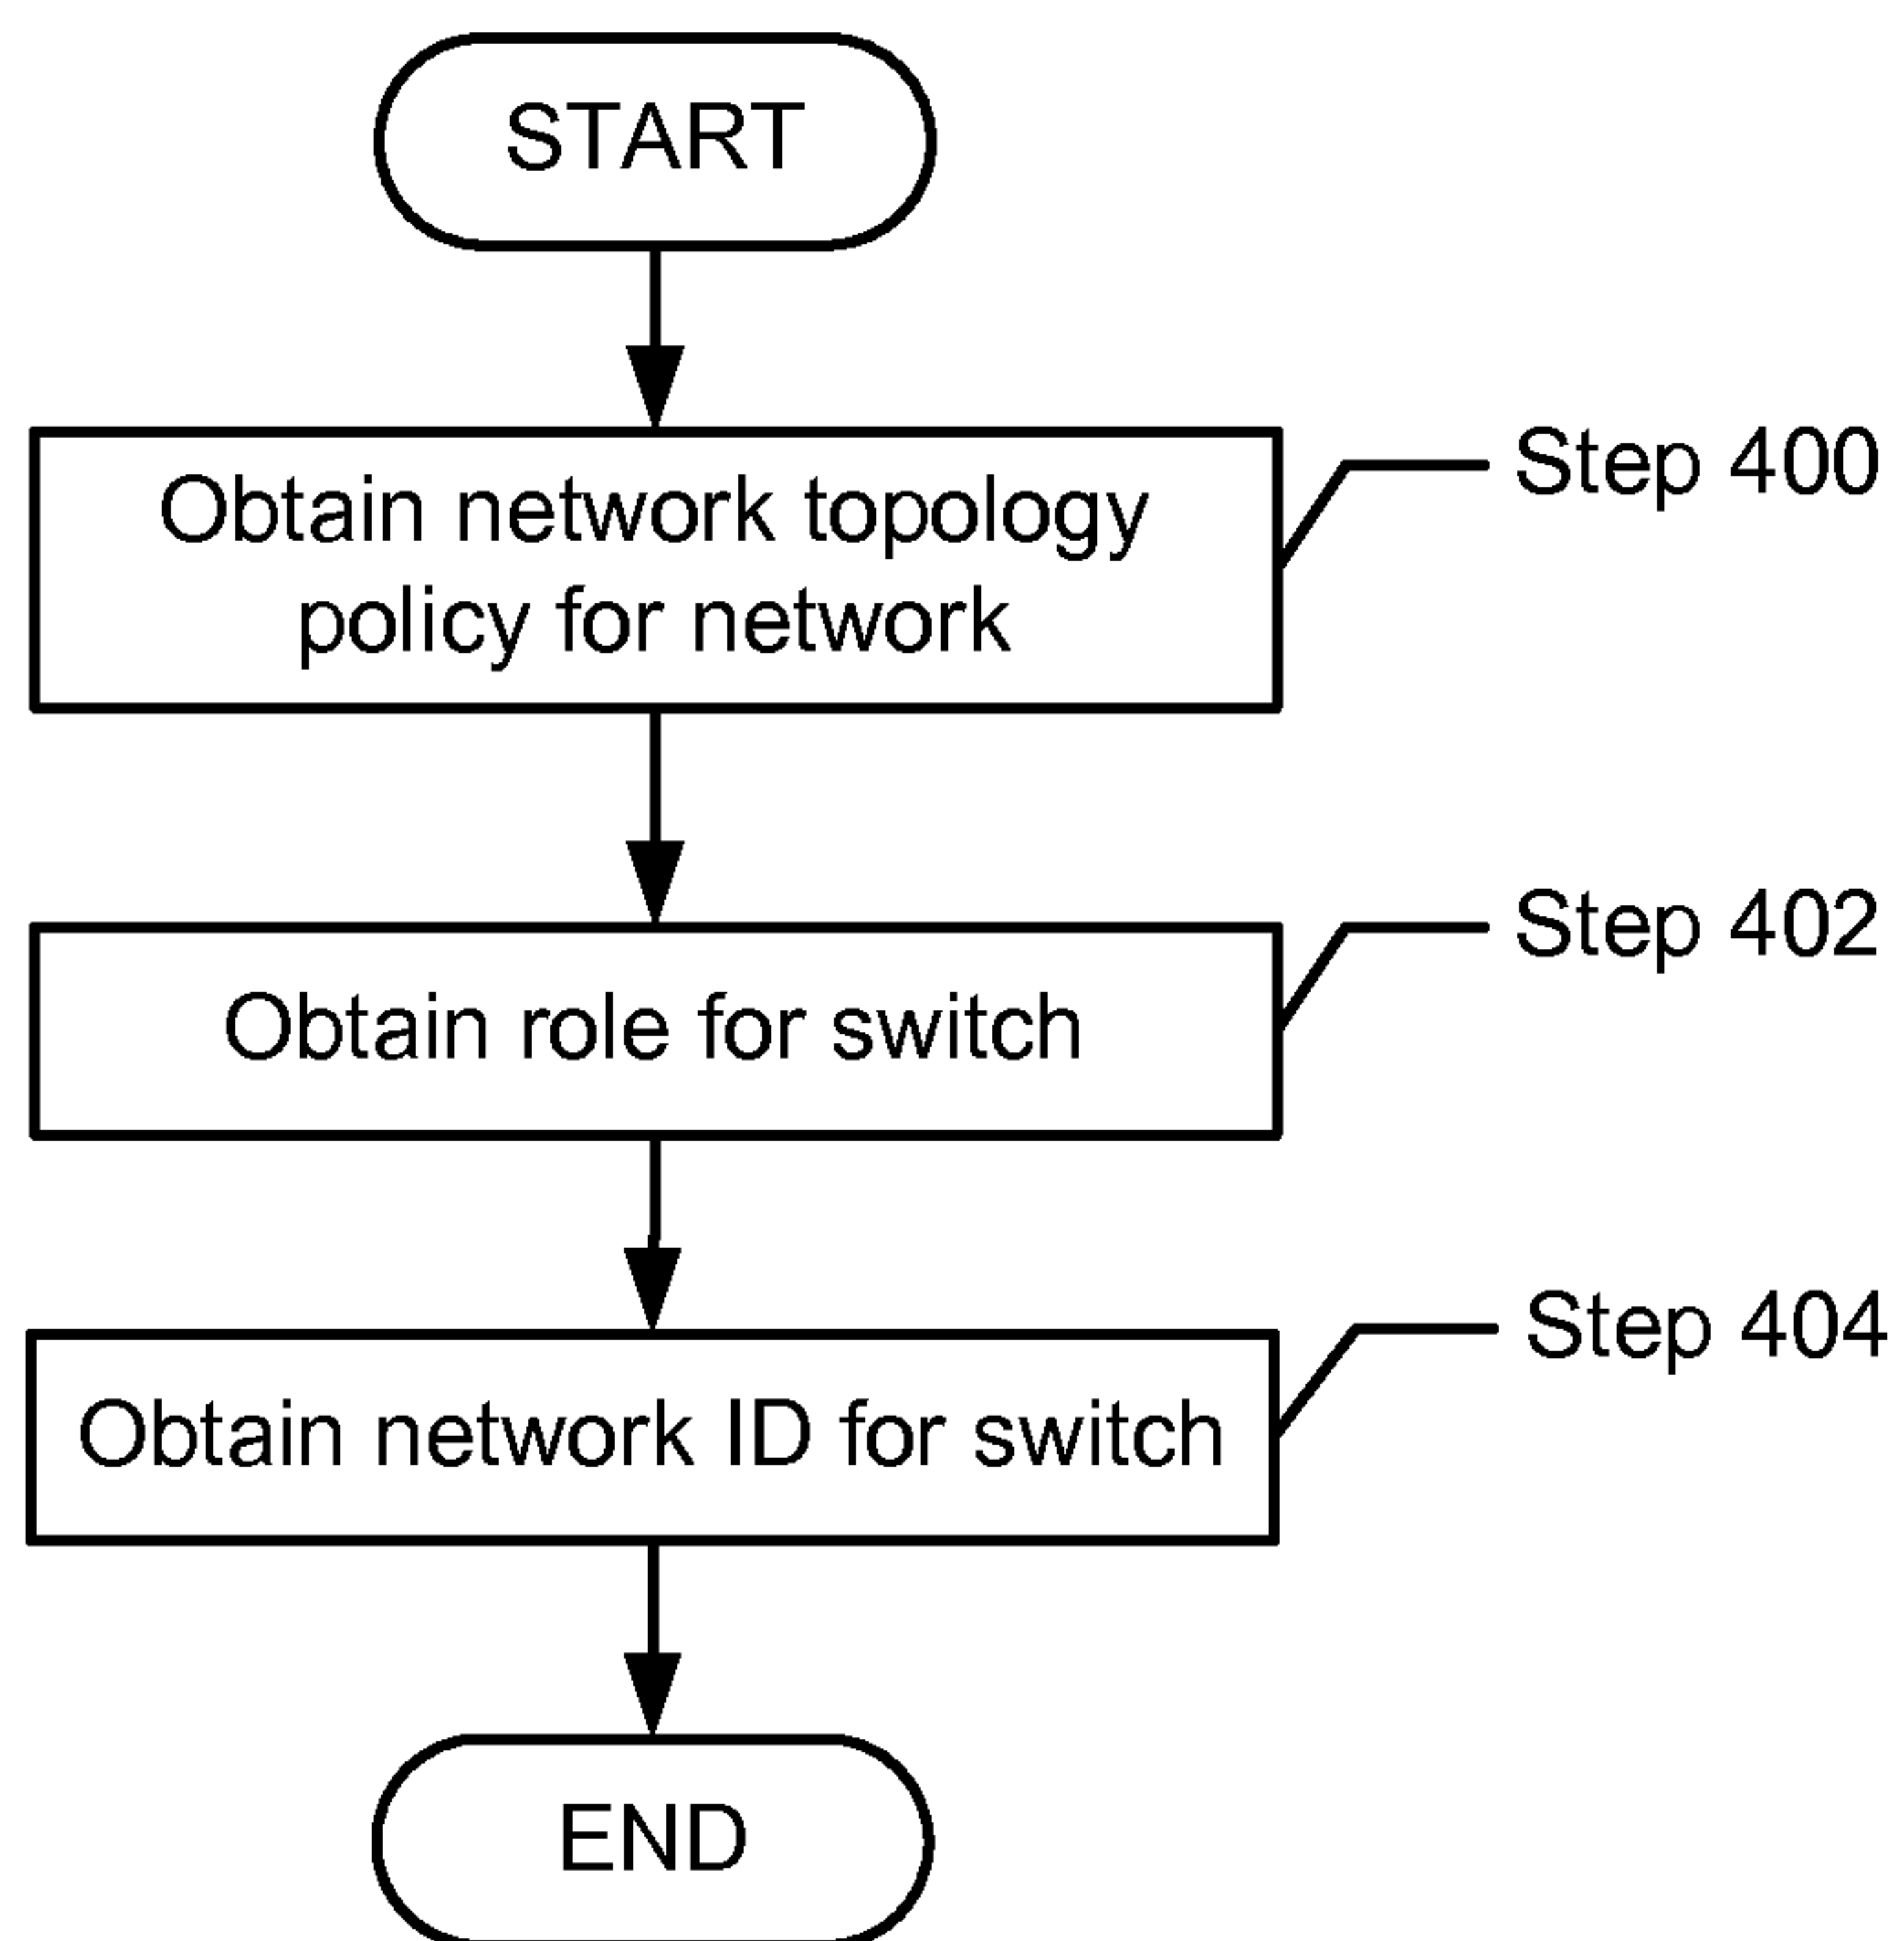 START
Obtain network topology
policy for network
Step 400
Obtain role for switch
Step 402
Obtain network ID for switch
Step 404
END